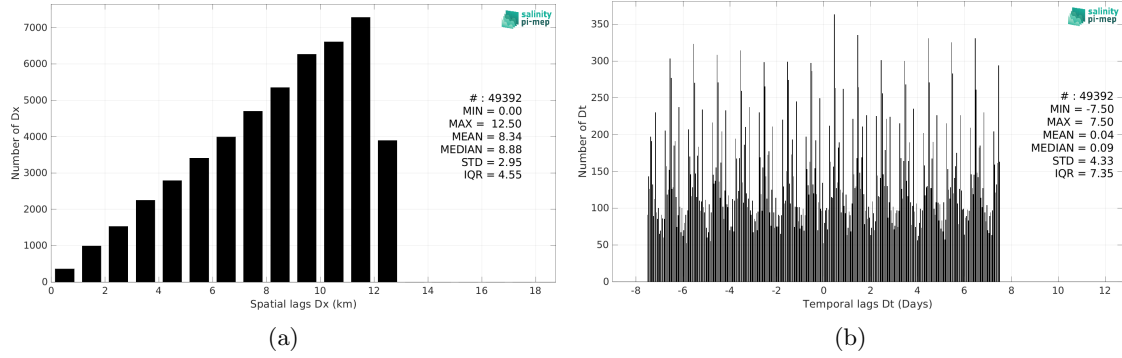 7000
6000
5000
4000
3000
2000
1000
0
Number of Dx
0 2 4 6 8 10 12 14 16 18
Spatial lags Dx (km)
salinity
pi-mep
# : 49392
MIN = 0.00
MAX = 12.50
MEAN = 8.34
MEDIAN = 8.88
STD = 2.95
IQR = 4.55
(a)
350
300
250
200
150
100
50
0
Number of Dt
-8 -6 -4 -2 0 2 4 6 8 10 12
Temporal lags Dt (Days)
salinity
pi-mep
# : 49392
MIN = -7.50
MAX = 7.50
MEAN = 0.04
MEDIAN = 0.09
STD = 4.33
IQR = 7.35
(b)